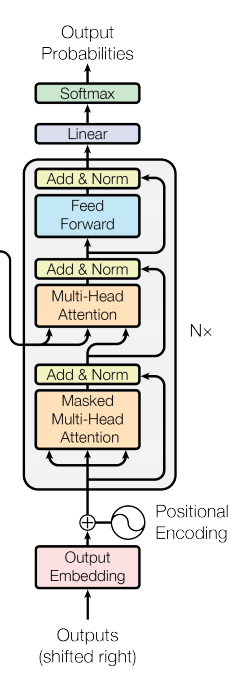 Output
Probabilities
Softmax
Linear
Add & Norm
Feed
Forward
Add & Norm
Multi-Head
Attention
N×
Add & Norm
Masked
Multi-Head
Attention
Positional
Encoding
Output
Embedding
Outputs
(shifted right)